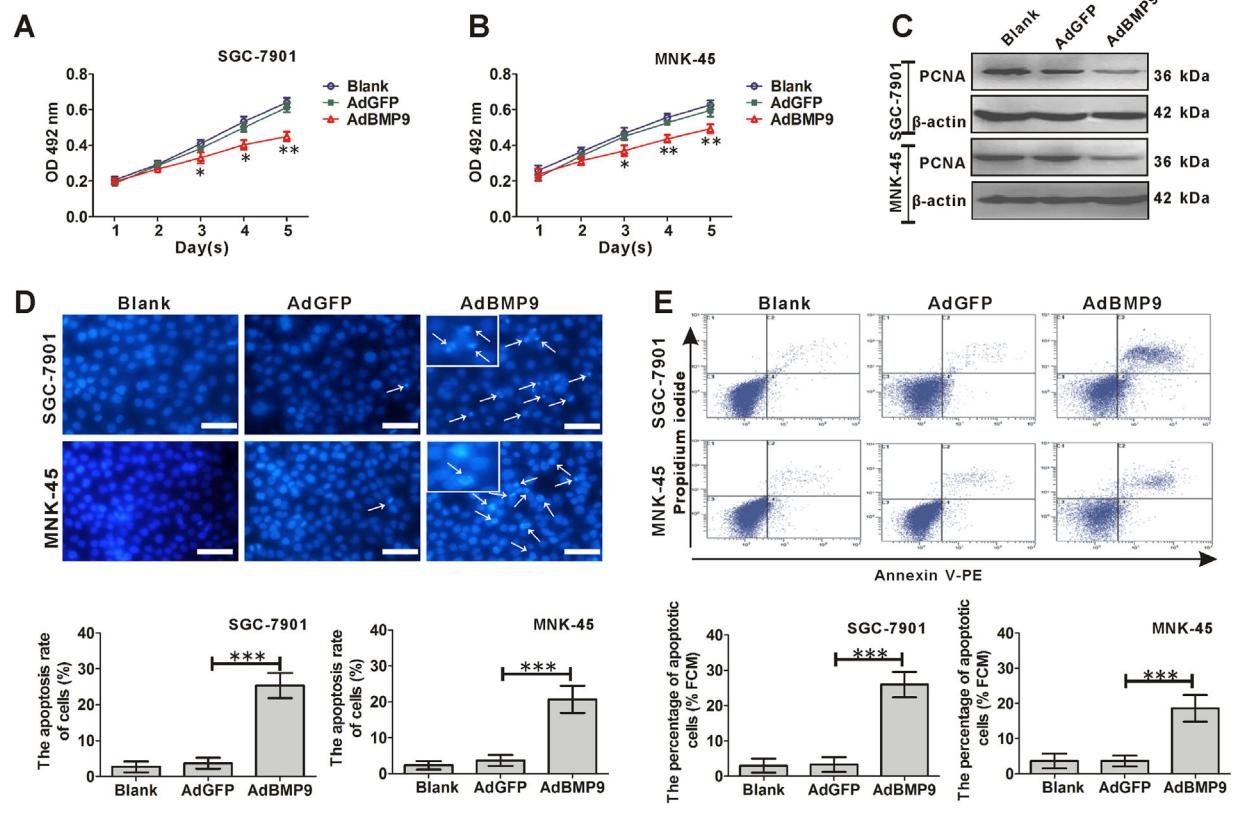 A
SGC-7901
OD 492 nm
0.8
0.6
0.4
0.2
0.0
1 2 3 4 5
Day(s)
Blank
AdGFP
AdBMP9
* * **
B
MNK-45
OD 492 nm
0.8
0.6
0.4
0.2
0.0
1 2 3 4 5
Day(s)
Blank
AdGFP
AdBMP9
* ** **
C
Blank AdGFP AdBMP9
SGC-7901
PCNA 36 kDa
β-actin 42 kDa
MNK-45
PCNA 36 kDa
β-actin 42 kDa
D
Blank AdGFP AdBMP9
SGC-7901
MNK-45
The apoptosis rate
of cells (%)
SGC-7901
40
30
20
10
0
***
Blank AdGFP AdBMP9
The apoptosis rate
of cells (%)
MNK-45
40
30
20
10
0
***
Blank AdGFP AdBMP9
E
Blank AdGFP AdBMP9
SGC-7901
MNK-45
Propidium iodide
Annexin V-PE
The percentage of apoptotic
cells (% FCM)
SGC-7901
40
30
20
10
0
***
Blank AdGFP AdBMP9
The percentage of apoptotic
cells (% FCM)
MNK-45
40
30
20
10
0
***
Blank AdGFP AdBMP9